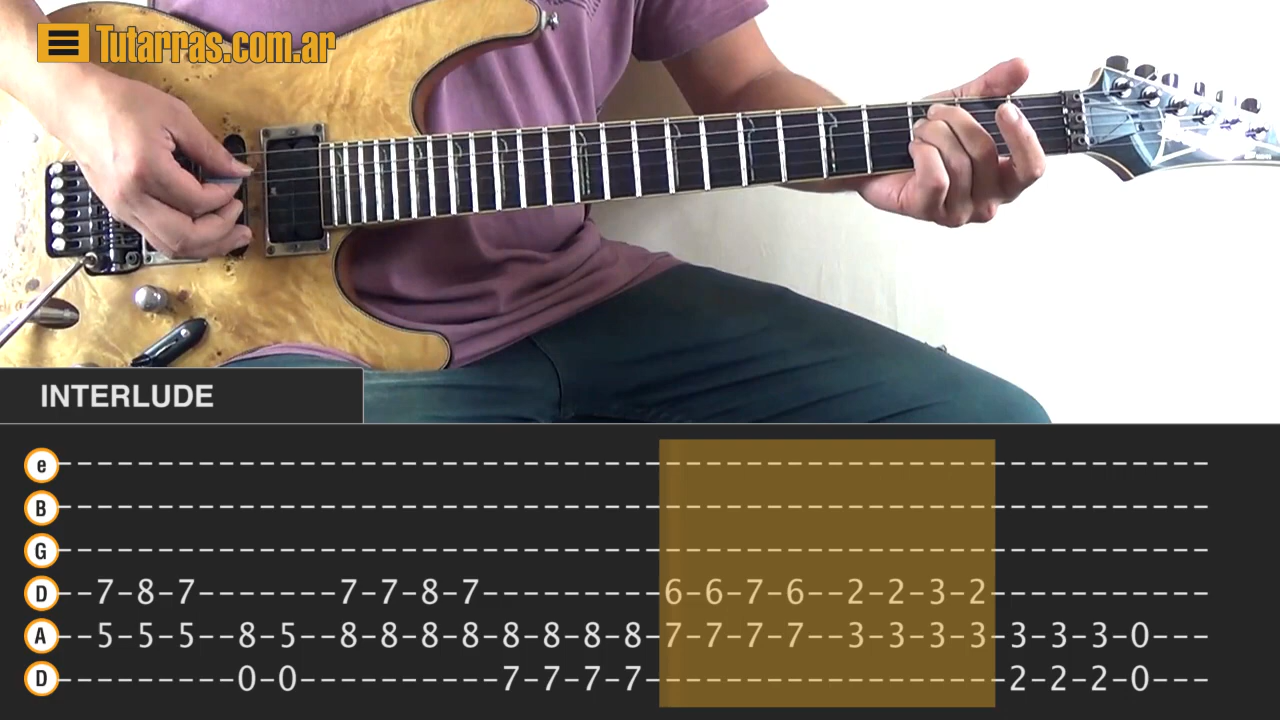 Tutarras.com.ar
INTERLUDE
e------------------------------------------------------------
B------------------------------------------------------------
G------------------------------------------------------------
D--7-8-7-------7-7-8-7---------6-6-7-6--2-2-3-2-----------
A--5-5-5--8-5--8-8-8-8-8-8-8-8-7-7-7-7--3-3-3-3-3-3-3-0---
D---------0-0----------7-7-7-7------------------2-2-2-0---